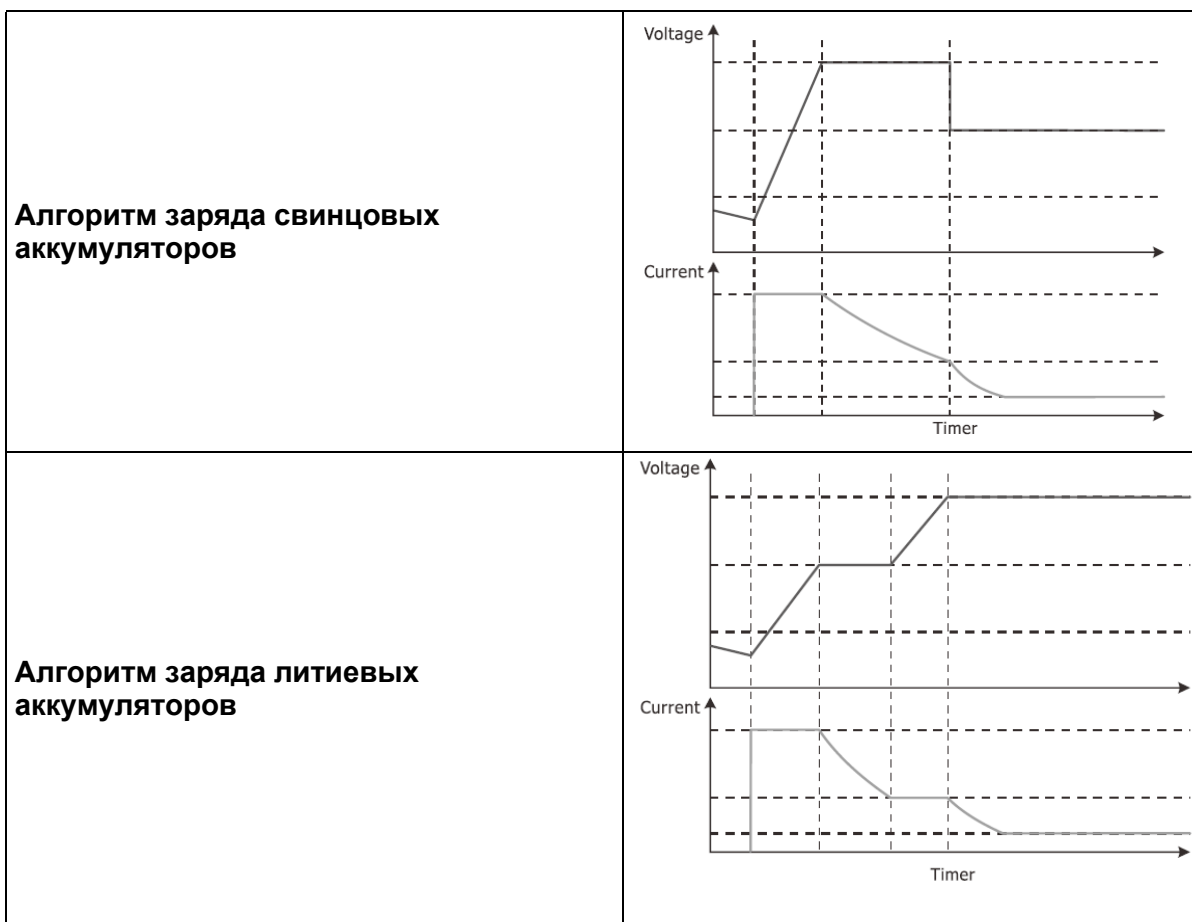 Алгоритм заряда свинцовых
аккумуляторов
Voltage
Current
Timer
Алгоритм заряда литиевых
аккумуляторов
Voltage
Current
Timer